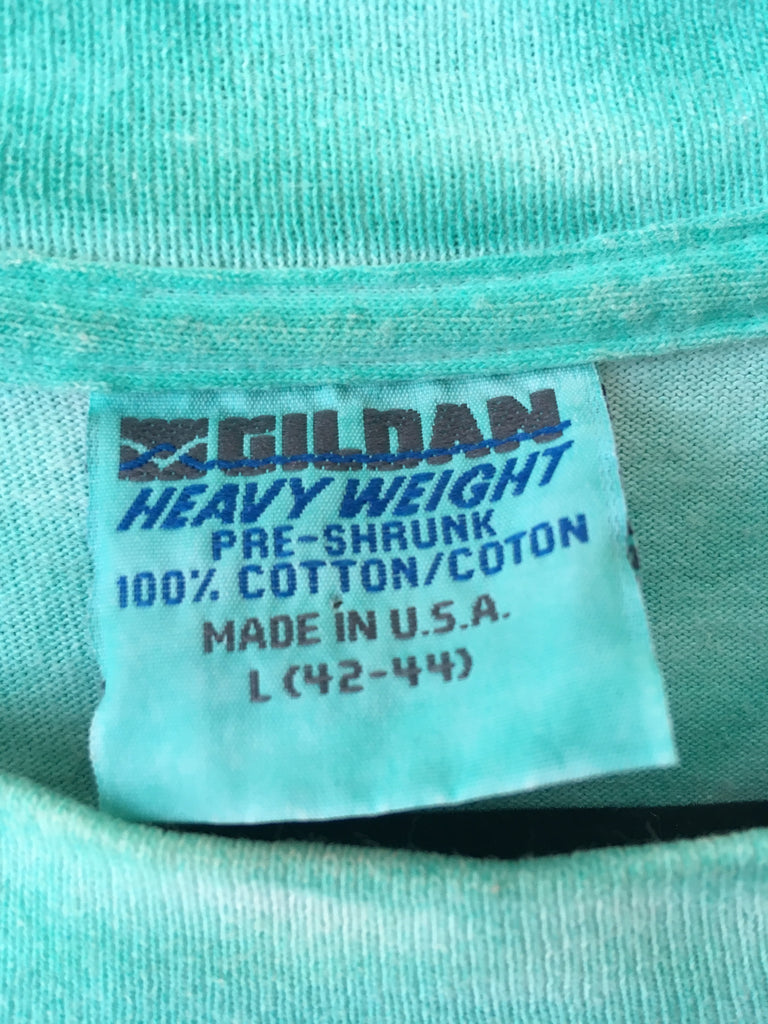 GILDAN
HEAVY WEIGHT
PRE-SHRUNK
100% COTTON/COTON
MADE IN U.S.A.
L (42-44)